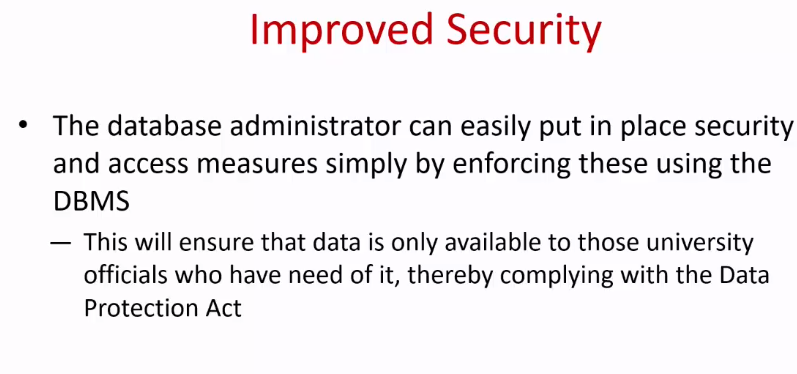 Improved Security
• The database administrator can easily put in place security
and access measures simply by enforcing these using the
DBMS
— This will ensure that data is only available to those university
officials who have need of it, thereby complying with the Data
Protection Act